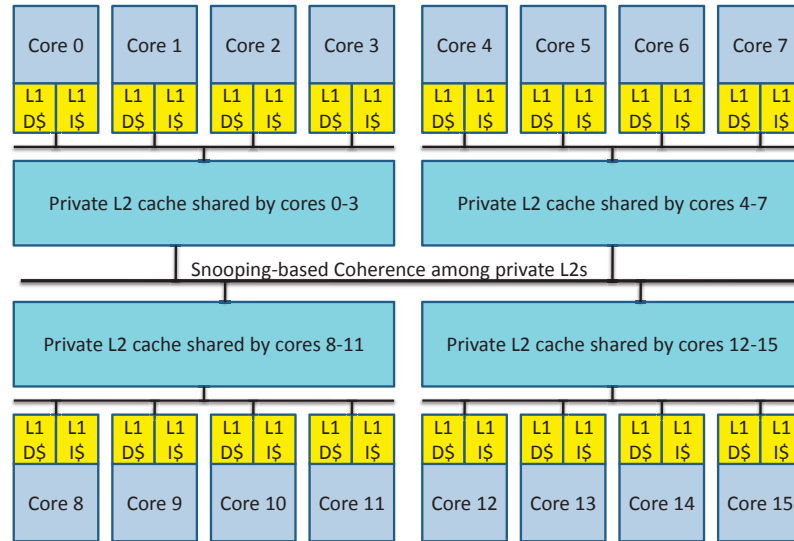 Core 0 Core 1 Core 2 Core 3 Core 4 Core 5 Core 6 Core 7
L1 L1 L1 L1 L1 L1 L1 L1 L1 L1 L1 L1 L1 L1 L1 L1
D$ I$ D$ I$ D$ I$ D$ I$ D$ I$ D$ I$ D$ I$ D$ I$
Private L2 cache shared by cores 0-3 Private L2 cache shared by cores 4-7
Snooping-based Coherence among private L2s
Private L2 cache shared by cores 8-11 Private L2 cache shared by cores 12-15
L1 L1 L1 L1 L1 L1 L1 L1 L1 L1 L1 L1 L1 L1 L1 L1
D$ I$ D$ I$ D$ I$ D$ I$ D$ I$ D$ I$ D$ I$ D$ I$
Core 8 Core 9 Core 10 Core 11 Core 12 Core 13 Core 14 Core 15